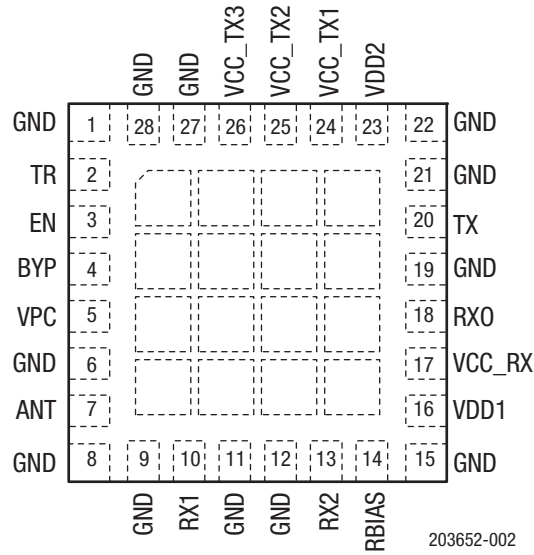 GND
GND
VCC_TX3
VCC_TX2
VCC_TX1
VDD2
GND 1 28 27 26 25 24 23 22 GND
TR 2 21 GND
EN 3 20 TX
BYP 4 19 GND
VPC 5 18 RXO
GND 6 17 VCC_RX
ANT 7 16 VDD1
GND 8 9 10 11 12 13 14 15 GND
GND
RX1
GND
GND
RX2
RBIAS
203652-002